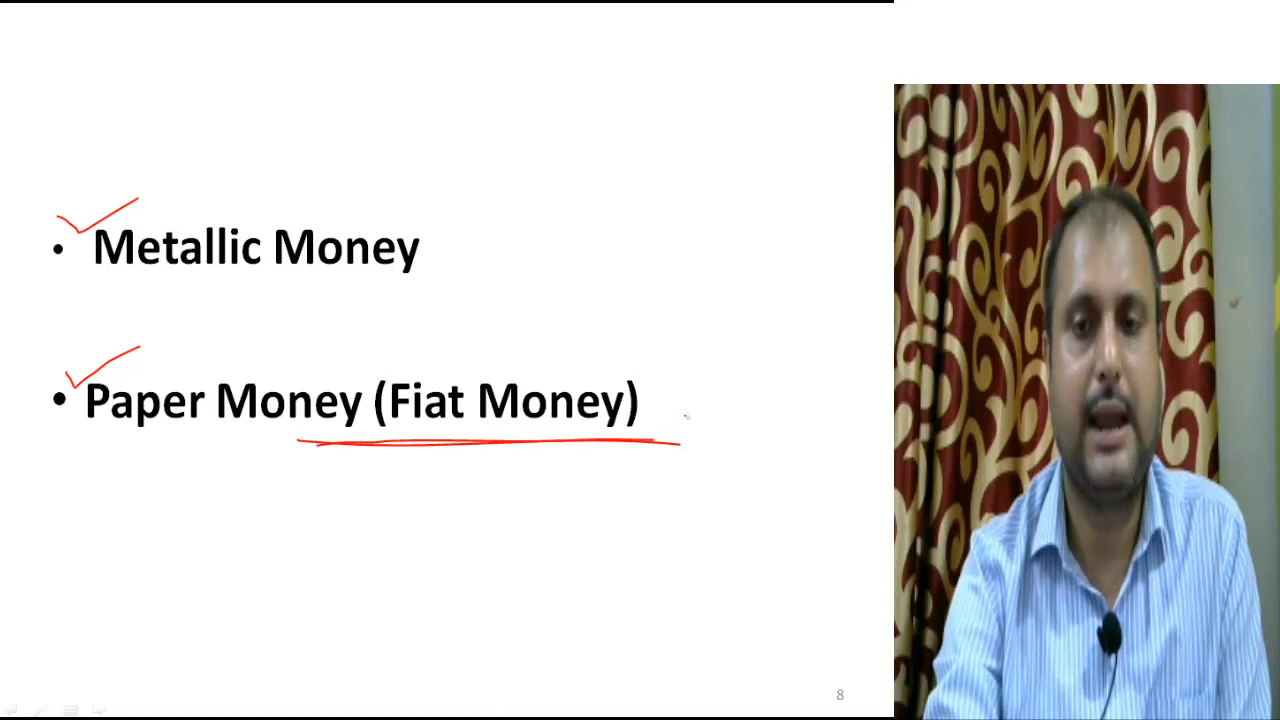 • Metallic Money
• Paper Money (Fiat Money)
8